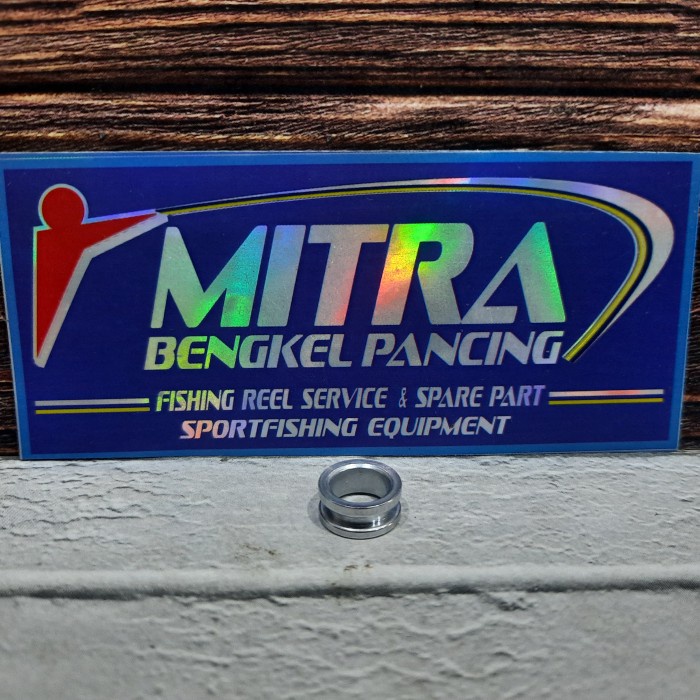 MITRA
BENGKEL PANCING
FISHING REEL SERVICE & SPARE PART
SPORTFISHING EQUIPMENT